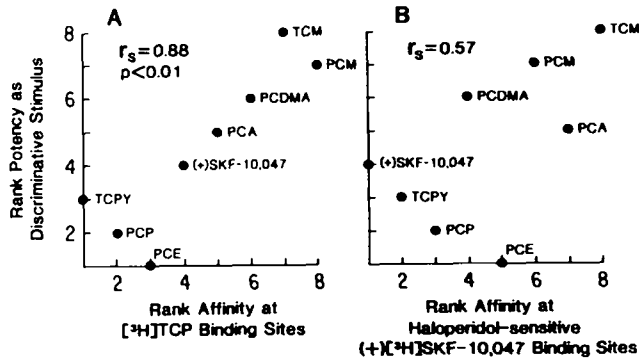 A
r_s=0.88
p<0.01
TCM
PCM
PCDMA
PCA
(+)SKF-10,047
TCPY
PCP
PCE
8
6
4
2
2 4 6 8
Rank Potency as
Discriminative Stimulus
Rank Affinity at
[³H]TCP Binding Sites
B
r_s=0.57
TCM
PCM
PCDMA
PCA
(+)SKF-10,047
TCPY
PCP
PCE
2 4 6 8
Rank Affinity at
Haloperidol-sensitive
(+)[³H]SKF-10,047 Binding Sites